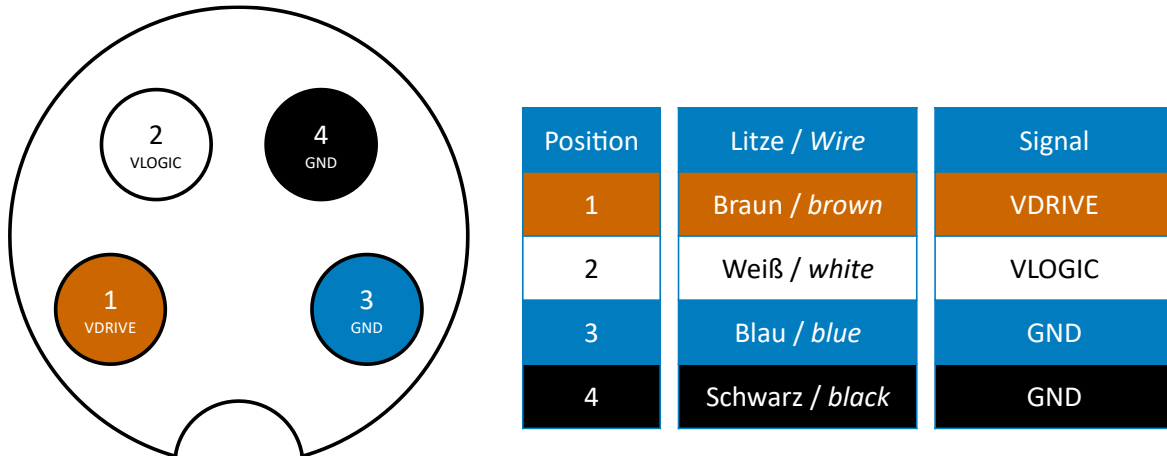 2
VLOGIC
4
GND
1
VDRIVE
3
GND
Position Litze / Wire Signal
1 Braun / brown VDRIVE
2 Weiß / white VLOGIC
3 Blau / blue GND
4 Schwarz / black GND